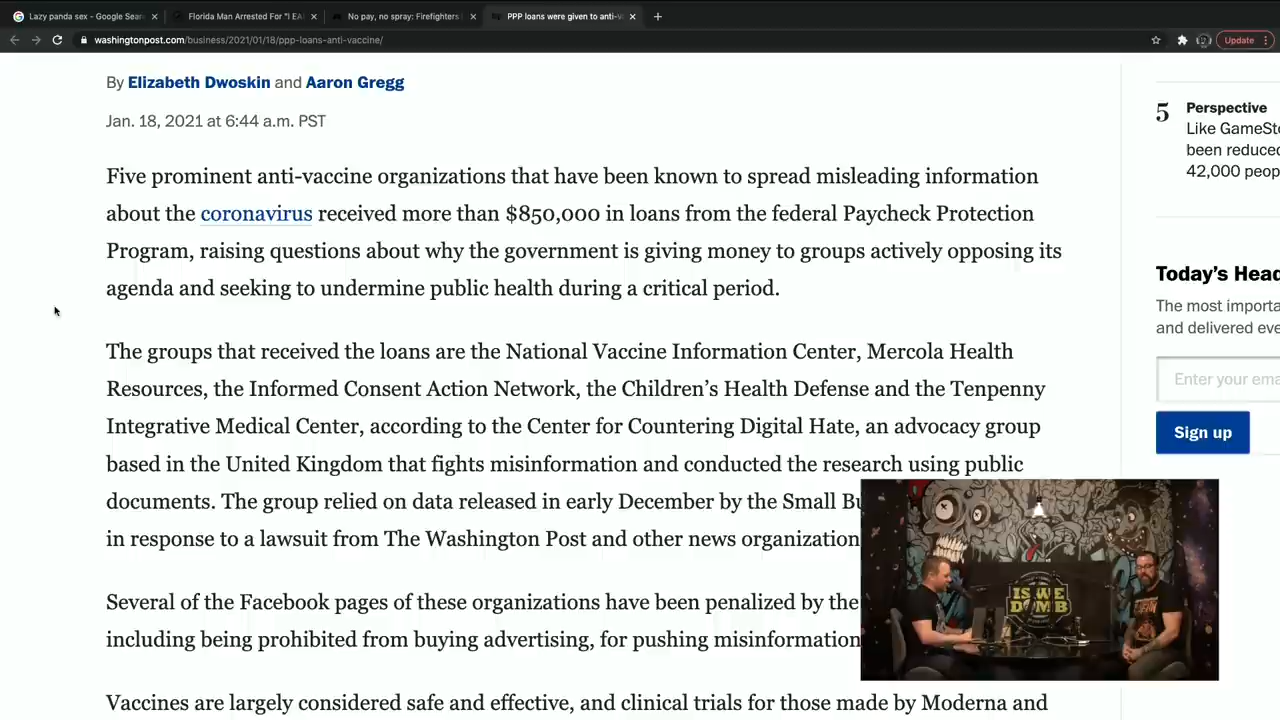 Lazy panda sex - Google Sear
Florida Man Arrested For "I EA
No pay, no spray: Firefighters
PPP loans were given to anti-v
washingtonpost.com/business/2021/01/18/ppp-loans-anti-vaccine/
Update
By Elizabeth Dwoskin and Aaron Gregg
Jan. 18, 2021 at 6:44 a.m. PST
Five prominent anti-vaccine organizations that have been known to spread misleading information
about the coronavirus received more than $850,000 in loans from the federal Paycheck Protection
Program, raising questions about why the government is giving money to groups actively opposing its
agenda and seeking to undermine public health during a critical period.
The groups that received the loans are the National Vaccine Information Center, Mercola Health
Resources, the Informed Consent Action Network, the Children's Health Defense and the Tenpenny
Integrative Medical Center, according to the Center for Countering Digital Hate, an advocacy group
based in the United Kingdom that fights misinformation and conducted the research using public
documents. The group relied on data released in early December by the Small Bu
in response to a lawsuit from The Washington Post and other news organization
Several of the Facebook pages of these organizations have been penalized by the
including being prohibited from buying advertising, for pushing misinformation
Vaccines are largely considered safe and effective, and clinical trials for those made by Moderna and
5
Perspective
Like GameSto
been reduced
42,000 peop
Today's Head
The most importa
and delivered eve
Enter your ema
Sign up
IS WE
DUMB